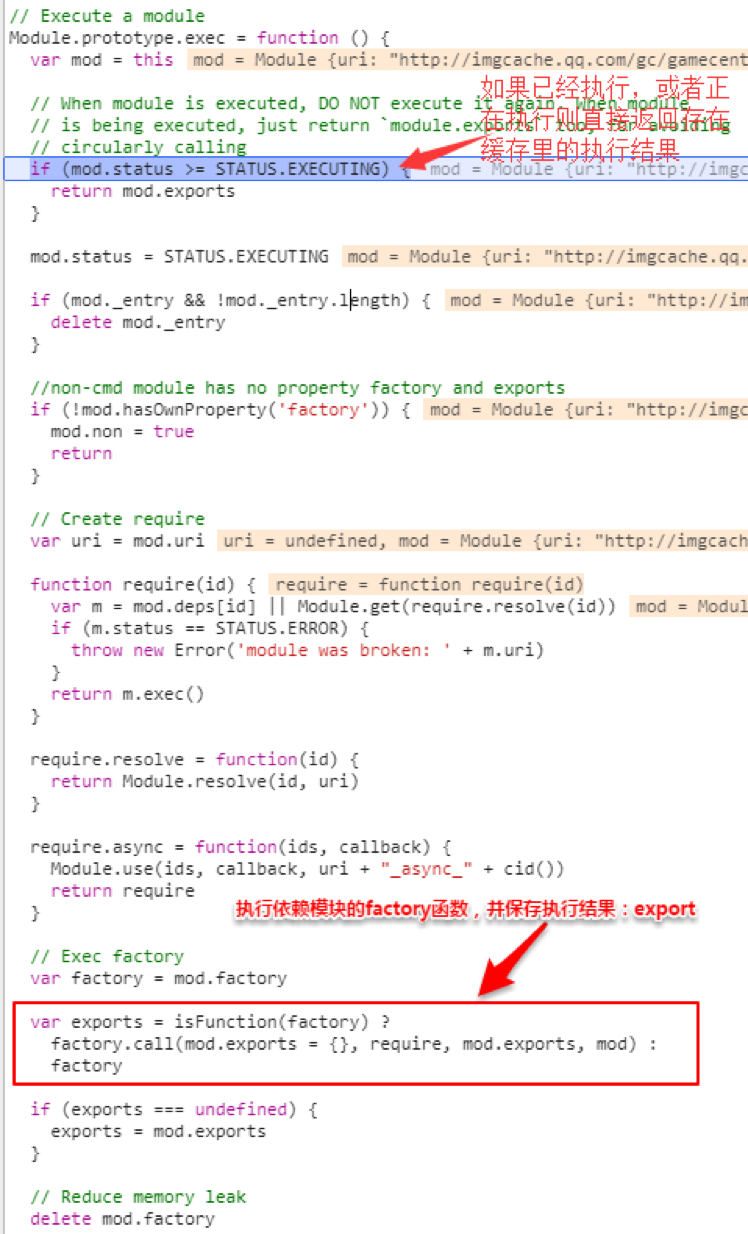 // Execute a module
Module.prototype.exec = function () {
  var mod = this  mod = Module {uri: "http://imgcache.qq.com/gc/gamecent
如果已经执行，或者正
在执行则直接返回存在
缓存里的执行结果
  // When module is executed, DO NOT execute it again. When module
  // is being executed, just return `module.exports` too, for avoiding
  // circularly calling
  if (mod.status >= STATUS.EXECUTING) {  mod = Module {uri: "http://imgc
    return mod.exports
  }
  mod.status = STATUS.EXECUTING  mod = Module {uri: "http://imgcache.qq.
  if (mod._entry && !mod._entry.length) {  mod = Module {uri: "http://im
    delete mod._entry
  }
  //non-cmd module has no property factory and exports
  if (!mod.hasOwnProperty('factory')) {  mod = Module {uri: "http://imgc
    mod.non = true
    return
  }
  // Create require
  var uri = mod.uri  uri = undefined, mod = Module {uri: "http://imgcach
  function require(id) {  require = function require(id)
    var m = mod.deps[id] || Module.get(require.resolve(id))  mod = Modul
    if (m.status == STATUS.ERROR) {
      throw new Error('module was broken: ' + m.uri)
    }
    return m.exec()
  }
  require.resolve = function(id) {
    return Module.resolve(id, uri)
  }
  require.async = function(ids, callback) {
    Module.use(ids, callback, uri + "_async_" + cid())
    return require
  }
执行依赖模块的factory函数，并保存执行结果：export
  // Exec factory
  var factory = mod.factory
  var exports = isFunction(factory) ?
    factory.call(mod.exports = {}, require, mod.exports, mod) :
    factory
  if (exports === undefined) {
    exports = mod.exports
  }
  // Reduce memory leak
  delete mod.factory